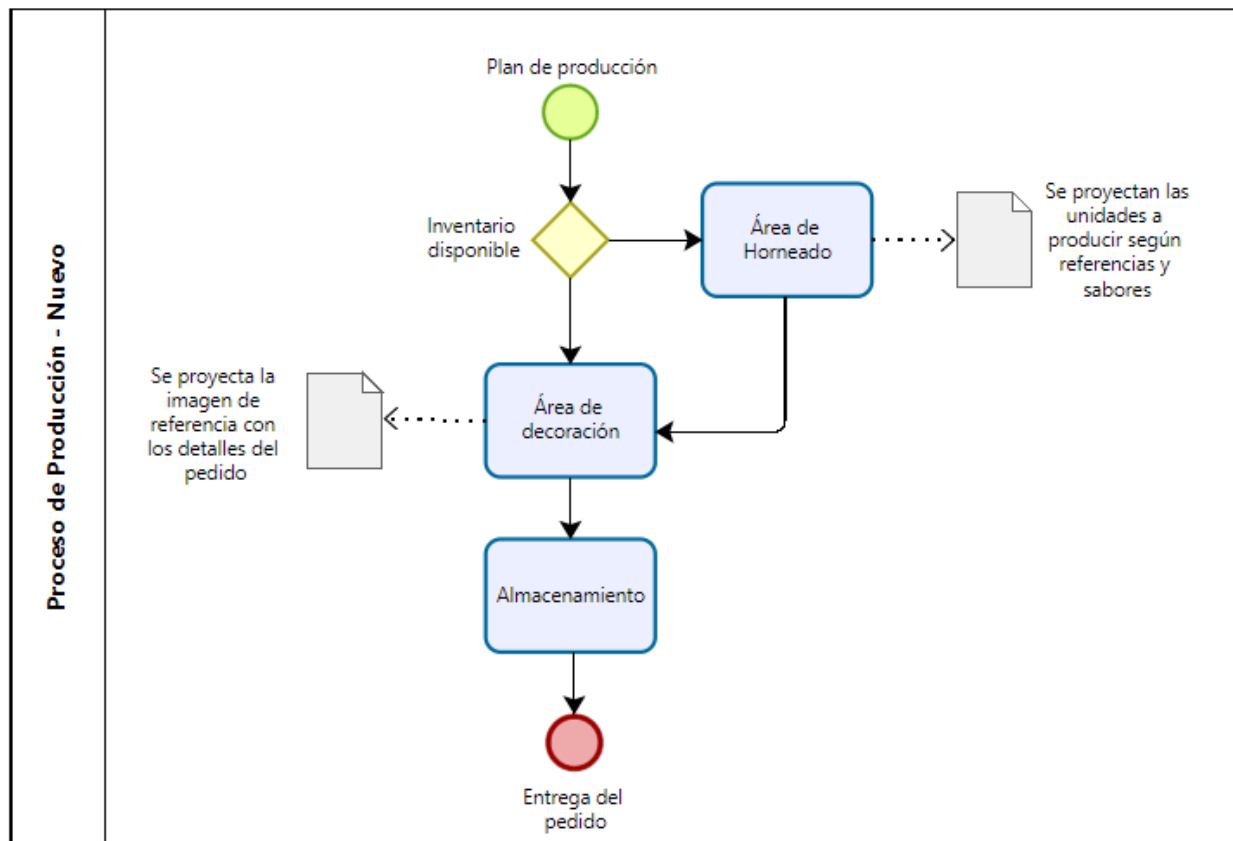 Proceso de Producción - Nuevo
Plan de producción
Inventario
disponible
Área de
Horneado
Se proyectan las
unidades a
producir según
referencias y
sabores
Se proyecta la
imagen de
referencia con
los detalles del
pedido
Área de
decoración
Almacenamiento
Entrega del
pedido